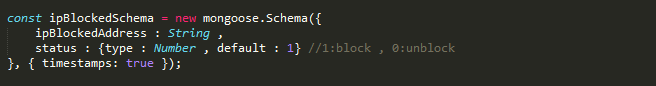 const ipBlockedSchema = new mongoose.Schema({
    ipBlockedAddress : String ,
    status : {type : Number , default : 1} //1:block , 0:unblock
}, { timestamps: true });